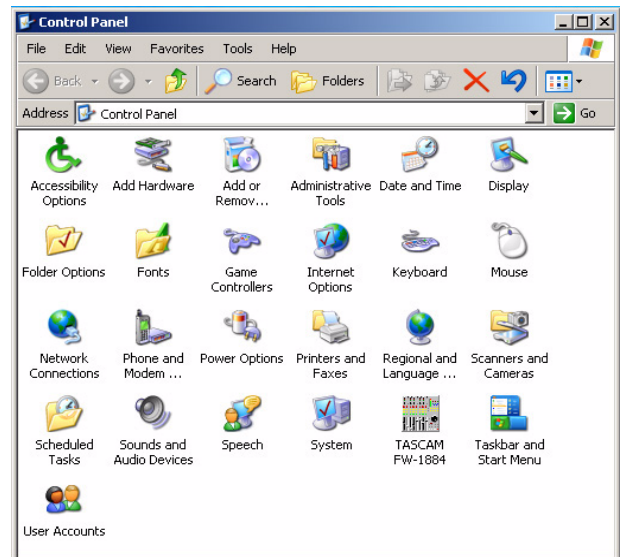 Control Panel
File Edit View Favorites Tools Help
Back Search Folders
Address Control Panel Go
Accessibility Options
Add Hardware
Add or Remov...
Administrative Tools
Date and Time
Display
Folder Options
Fonts
Game Controllers
Internet Options
Keyboard
Mouse
Network Connections
Phone and Modem ...
Power Options
Printers and Faxes
Regional and Language ...
Scanners and Cameras
Scheduled Tasks
Sounds and Audio Devices
Speech
System
TASCAM FW-1884
Taskbar and Start Menu
User Accounts